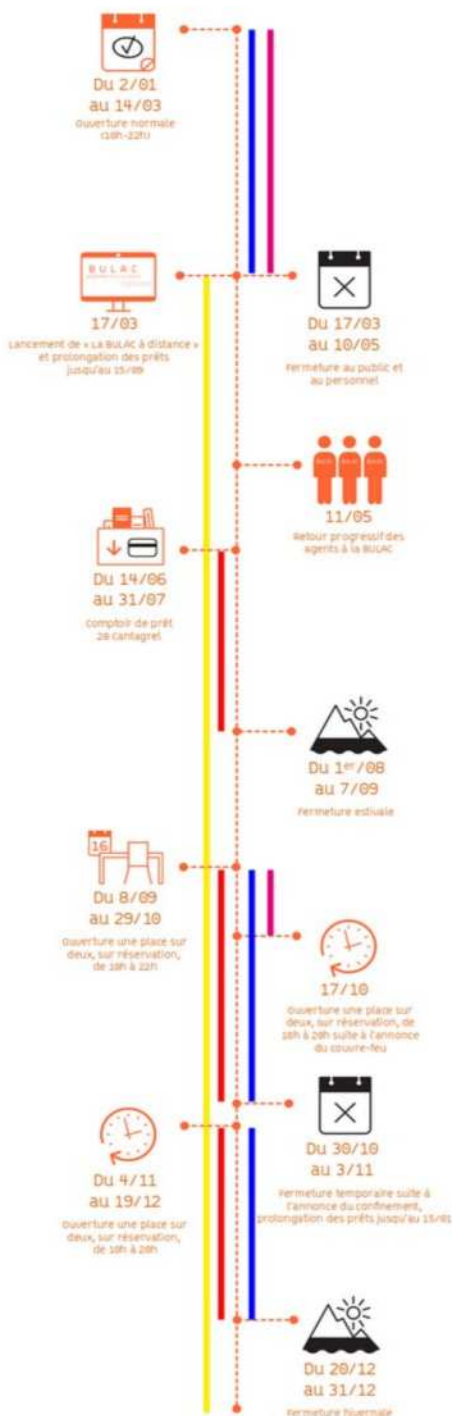 Du 2/01
au 14/03
Ouverture normale
(10h-22h)
BULAC
17/03
Lancement de « La BULAC à distance »
et prolongation des prêts
jusqu'au 15/09
Du 17/03
au 10/05
Fermeture au public et
au personnel
11/05
Retour progressif des
agents à la BULAC
Du 14/06
au 31/07
Comptoir de prêt
28 Cantagrel
Du 1er/08
au 7/09
Fermeture estivale
16
Du 8/09
au 29/10
Ouverture une place sur
deux, sur réservation,
de 10h à 22h
17/10
Ouverture une place sur
deux, sur réservation, de
10h à 20h suite à l'annonce
du couvre-feu
Du 30/10
au 3/11
Fermeture temporaire suite à
l'annonce du confinement,
prolongation des prêts jusqu'au 15/01
Du 4/11
au 19/12
Ouverture une place sur
deux, sur réservation,
de 10h à 20h
Du 20/12
au 31/12
Fermeture hivernale